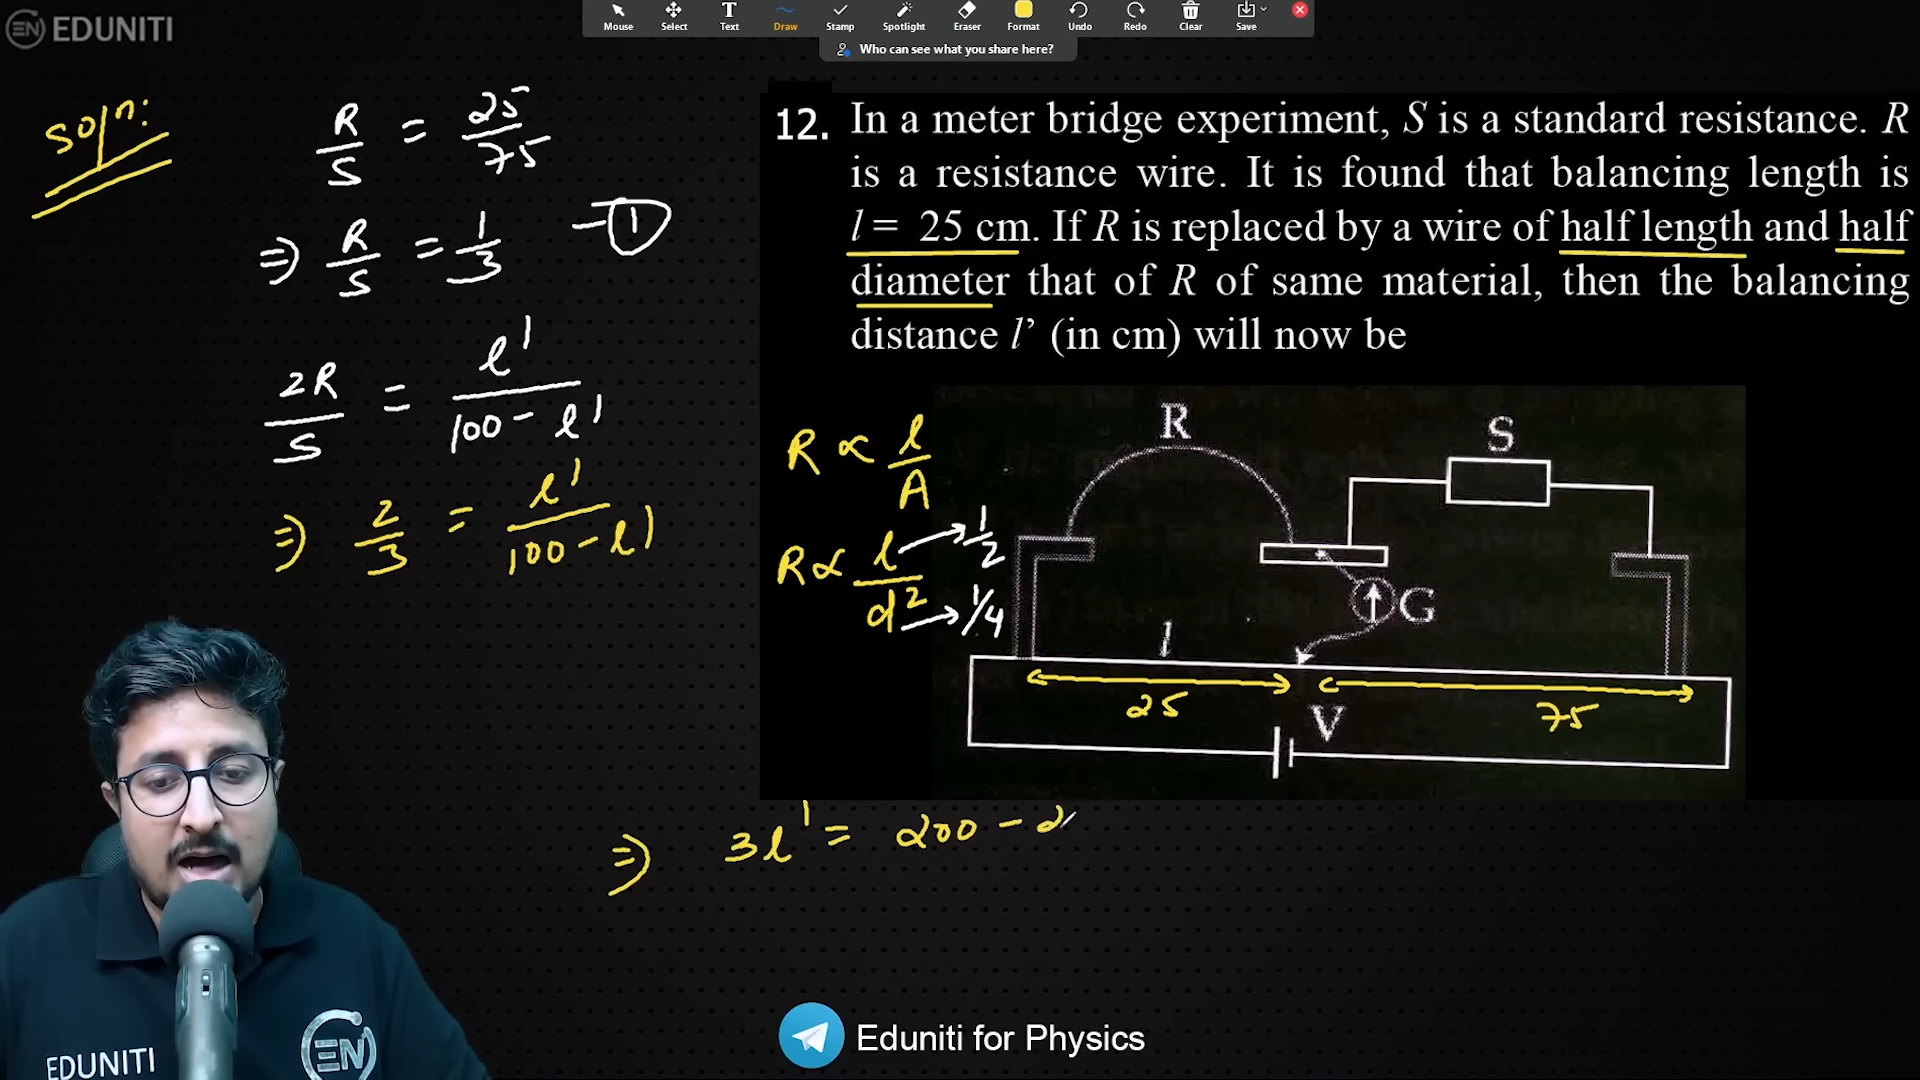 EN EDUNITI
Mouse Select Text Draw Stamp Spotlight Eraser Format Undo Redo Clear Save
Who can see what you share here?
soln:
R/S = 25/75
⇒ R/S = 1/3 — ①
2R/S = l'/100 - l'
⇒ 2/3 = l'/100 - l'
12. In a meter bridge experiment, S is a standard resistance. R
is a resistance wire. It is found that balancing length is
l = 25 cm. If R is replaced by a wire of half length and half
diameter that of R of same material, then the balancing
distance l’ (in cm) will now be
R ∝ l/A
R ∝ l/d² → 1/2 → 1/4
R
S
G
l
25
V
75
⇒ 3l' = 200 - 2
EDUNITI
EN
Eduniti for Physics